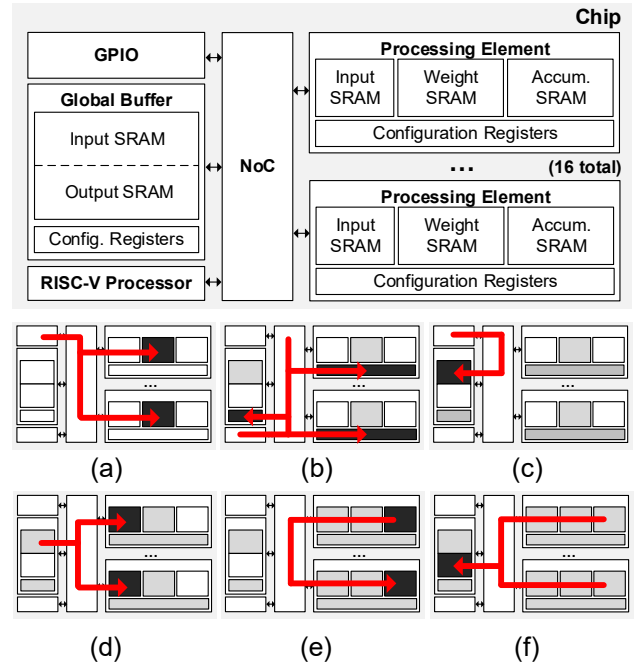 Chip
GPIO
Global Buffer
Input SRAM
Output SRAM
Config. Registers
RISC-V Processor
NoC
Processing Element
Input
SRAM
Weight
SRAM
Accum.
SRAM
Configuration Registers
... (16 total)
Processing Element
Input
SRAM
Weight
SRAM
Accum.
SRAM
Configuration Registers
...
...
...
(a) (b) (c)
...
...
...
(d) (e) (f)